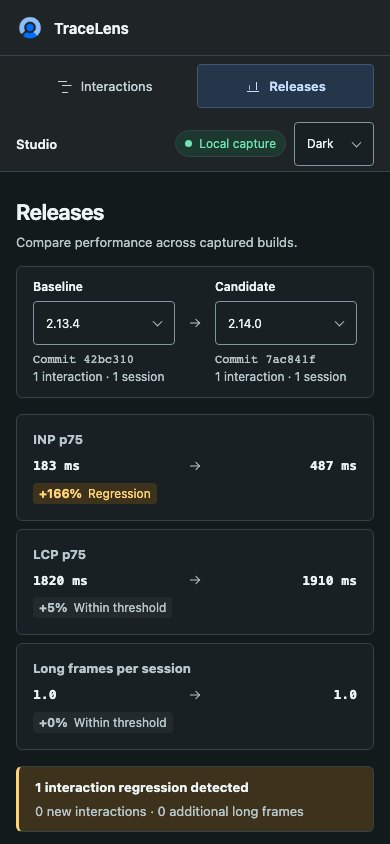 TraceLens
Interactions
Releases
Studio
Local capture
Dark
Releases
Compare performance across captured builds.
Baseline
Candidate
2.13.4
→
2.14.0
Commit 42bc310
Commit 7ac841f
1 interaction · 1 session
1 interaction · 1 session
INP p75
183 ms → 487 ms
+166% Regression
LCP p75
1820 ms → 1910 ms
+5% Within threshold
Long frames per session
1.0 → 1.0
+0% Within threshold
1 interaction regression detected
0 new interactions · 0 additional long frames